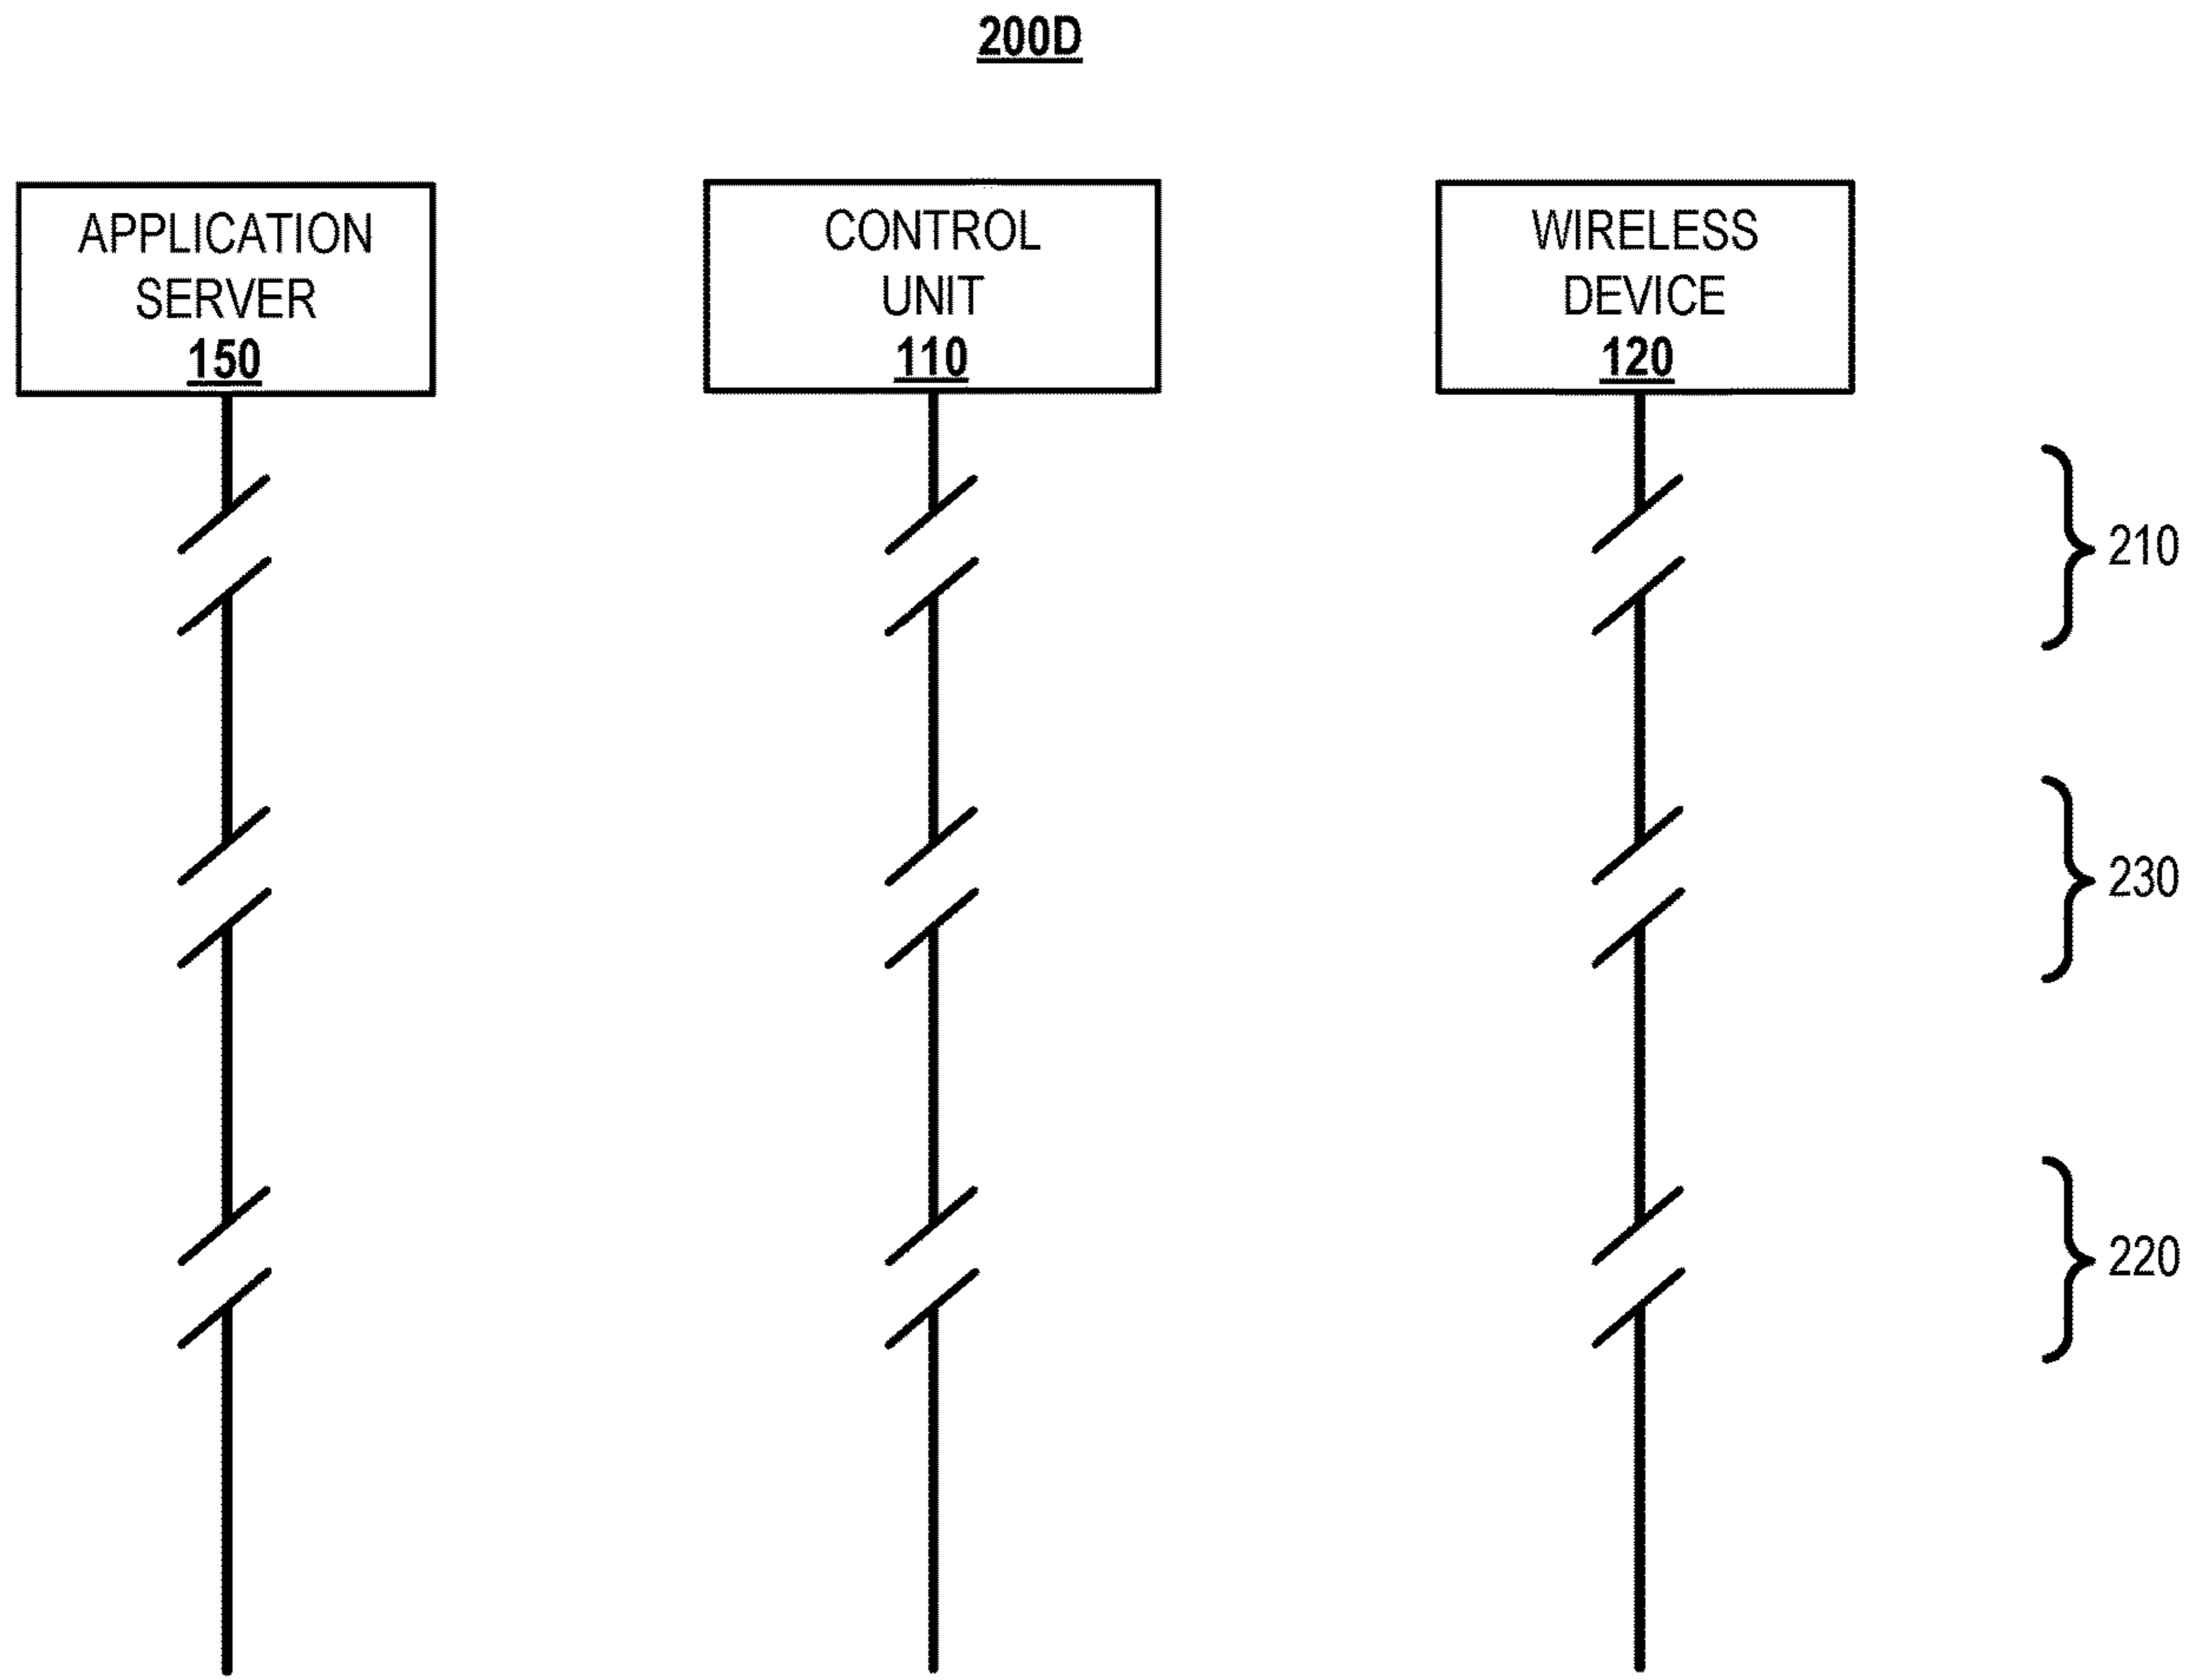 200D
APPLICATION
SERVER
150
CONTROL
UNIT
110
WIRELESS
DEVICE
120
210
230
220